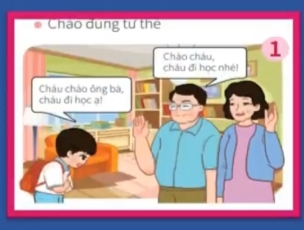 Chào đúng tư thế
1
Chào cháu,
cháu đi học nhé!
Cháu chào ông bà,
cháu đi học ạ!